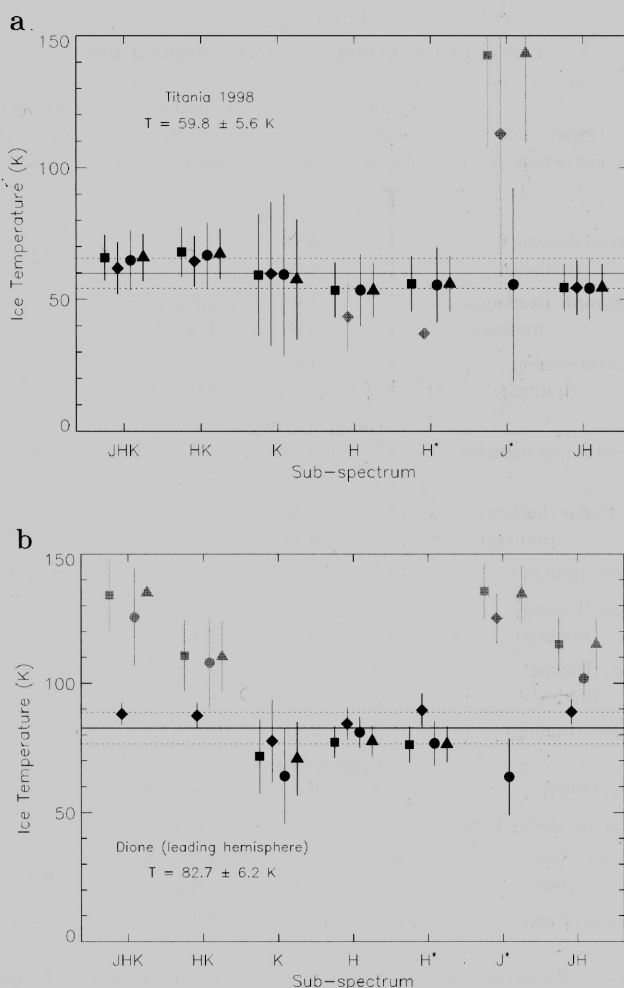 a
150
100
50
0
Ice Temperature (K)
Titania 1998
T = 59.8 ± 5.6 K
JHK HK K H H* J* JH
Sub-spectrum
b
150
100
50
0
Ice Temperature (K)
Dione (leading hemisphere)
T = 82.7 ± 6.2 K
JHK HK K H H* J* JH
Sub-spectrum